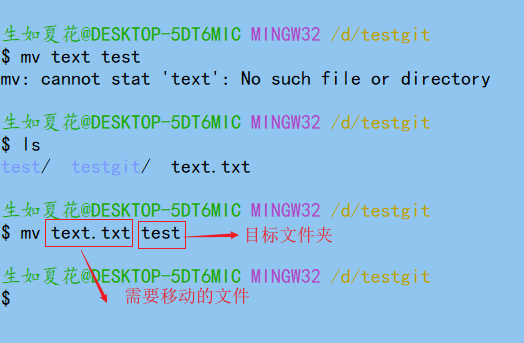 生如夏花@DESKTOP-5DT6MIC MINGW32 /d/testgit
$ mv text test
mv: cannot stat 'text': No such file or directory
生如夏花@DESKTOP-5DT6MIC MINGW32 /d/testgit
$ ls
test/ testgit/ text.txt
生如夏花@DESKTOP-5DT6MIC MINGW32 /d/testgit
$ mv text.txt test 目标文件夹
生如夏花@DESKTOP-5DT6MIC MINGW32 /d/testgit
$ 需要移动的文件